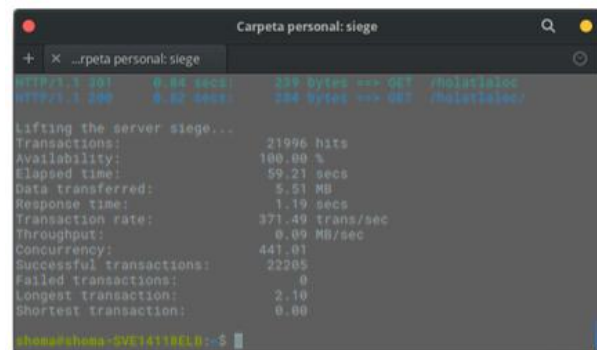 Carpeta personal: siege
+ × ...rpeta personal: siege
HTTP/1.1 301 0.84 secs: 239 bytes ==> GET /holatlaloc
HTTP/1.1 200 0.82 secs: 284 bytes ==> GET /holatlaloc/
Lifting the server siege...
Transactions: 21996 hits
Availability: 100.00 %
Elapsed time: 59.21 secs
Data transferred: 5.51 MB
Response time: 1.19 secs
Transaction rate: 371.49 trans/sec
Throughput: 0.09 MB/sec
Concurrency: 441.01
Successful transactions: 22205
Failed transactions: 0
Longest transaction: 2.10
Shortest transaction: 0.00
shoma@shoma-SVE14118ELB:~$